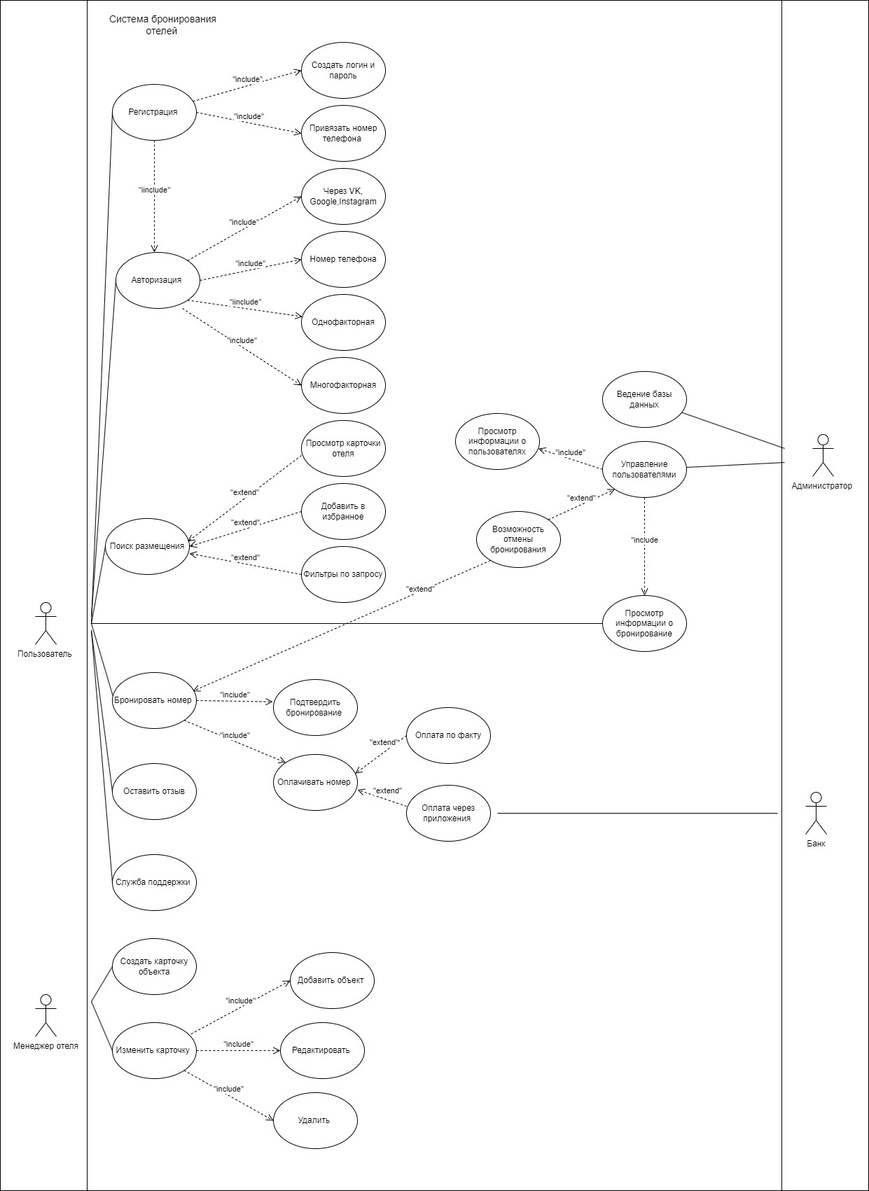 Система бронирования
отелей
Создать логин и
пароль
"include"
Регистрация
"include"
Привязать номер
телефона
"iinclude"
Через VK,
Google,Instagram
"include"
Номер телефона
"include"
Авторизация
"iinclude"
Однофакторная
"include"
Многофакторная
Ведение базы
данных
Просмотр карточки
отеля
Просмотр
информации о
пользователях
"include"
Управление
пользователями
Администратор
"extend"
"extend"
Добавить в
избранное
"extend"
Возможность
отмены
бронирования
"include
Поиск размещения
"extend"
Фильтры по запросу
"extend"
Просмотр
информации о
бронирование
Пользователь
Бронировать номер
"include"
Подтвердить
бронирование
"include"
"extend"
Оплата по факту
Оплачивать номер
"extend"
Оставить отзыв
Оплата через
приложения
Банк
Служба поддержки
Создать карточку
объекта
Добавить объект
"include"
Менеджер отеля
Изменить карточку
"include"
Редактировать
"include"
Удалить